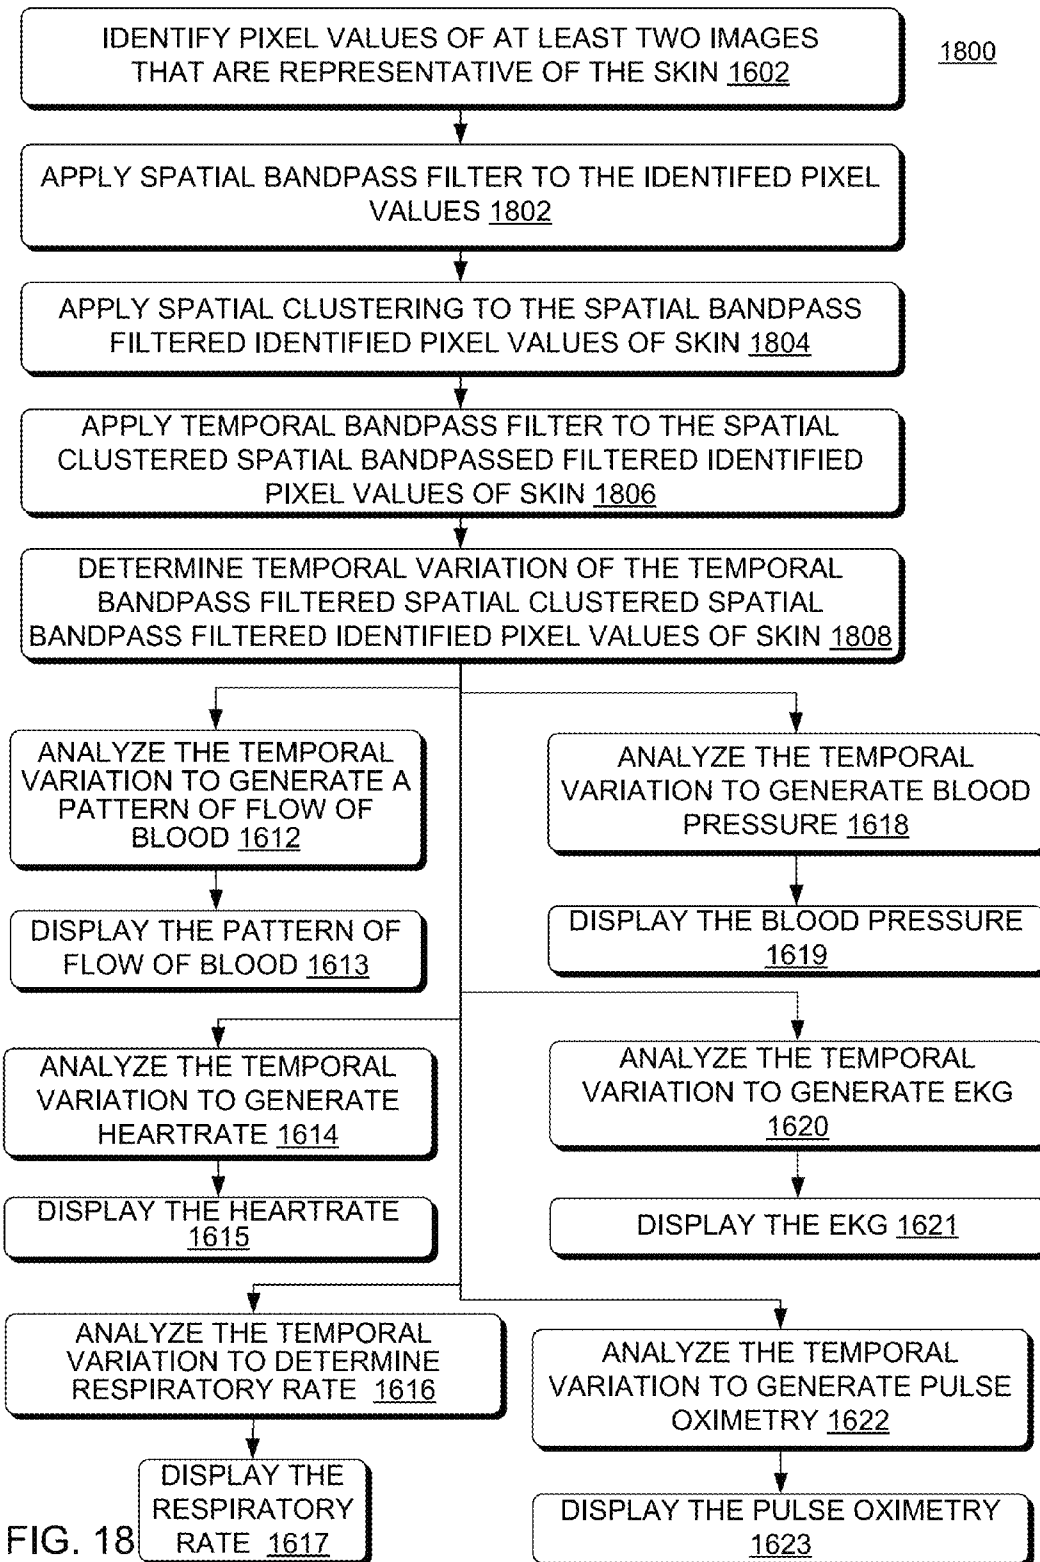 IDENTIFY PIXEL VALUES OF AT LEAST TWO IMAGES
THAT ARE REPRESENTATIVE OF THE SKIN 1602
1800
APPLY SPATIAL BANDPASS FILTER TO THE IDENTIFED PIXEL
VALUES 1802
APPLY SPATIAL CLUSTERING TO THE SPATIAL BANDPASS
FILTERED IDENTIFIED PIXEL VALUES OF SKIN 1804
APPLY TEMPORAL BANDPASS FILTER TO THE SPATIAL
CLUSTERED SPATIAL BANDPASSED FILTERED IDENTIFIED
PIXEL VALUES OF SKIN 1806
DETERMINE TEMPORAL VARIATION OF THE TEMPORAL
BANDPASS FILTERED SPATIAL CLUSTERED SPATIAL
BANDPASS FILTERED IDENTIFIED PIXEL VALUES OF SKIN 1808
ANALYZE THE TEMPORAL
VARIATION TO GENERATE A
PATTERN OF FLOW OF
BLOOD 1612
ANALYZE THE TEMPORAL
VARIATION TO GENERATE BLOOD
PRESSURE 1618
DISPLAY THE PATTERN OF
FLOW OF BLOOD 1613
DISPLAY THE BLOOD PRESSURE
1619
ANALYZE THE TEMPORAL
VARIATION TO GENERATE
HEARTRATE 1614
ANALYZE THE TEMPORAL
VARIATION TO GENERATE EKG
1620
DISPLAY THE HEARTRATE
1615
DISPLAY THE EKG 1621
ANALYZE THE TEMPORAL
VARIATION TO DETERMINE
RESPIRATORY RATE 1616
ANALYZE THE TEMPORAL
VARIATION TO GENERATE PULSE
OXIMETRY 1622
DISPLAY THE
RESPIRATORY
RATE 1617
DISPLAY THE PULSE OXIMETRY
1623
FIG. 18